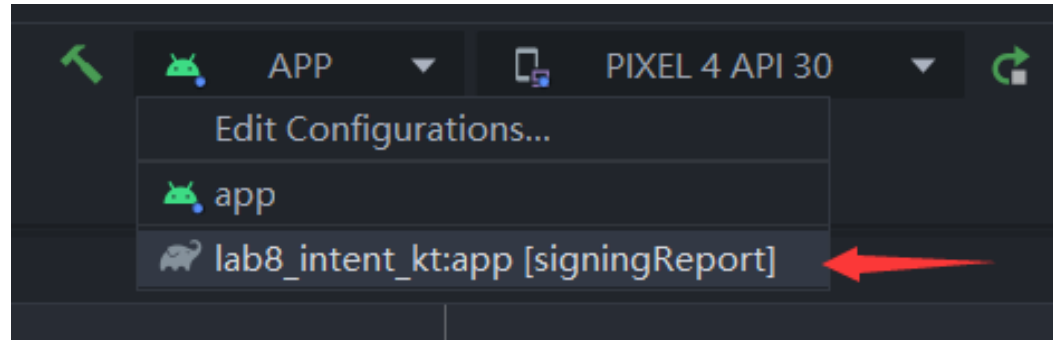 APP PIXEL 4 API 30
Edit Configurations...
app
lab8_intent_kt:app [signingReport]